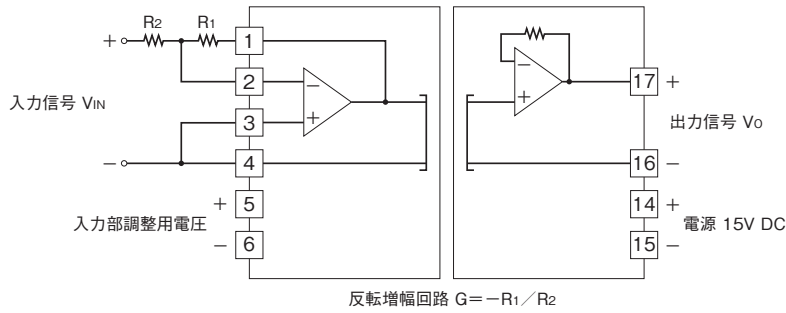 R2 R1
+ 1
2 − − 17 +
入力信号 VIN 出力信号 VO
3 + +
− 4 16 −
+ 5 14 +
入力部調整用電圧 電源 15V DC
− 6 15 −
反転増幅回路 G=−R1/R2